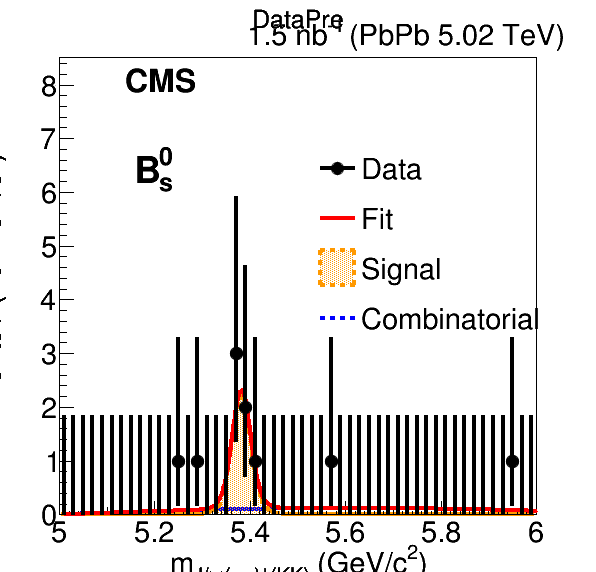 DataPre
1.5 nb⁻¹ (PbPb 5.02 TeV)
CMS
B⁰ₛ
Data
Fit
Signal
Combinatorial
8
7
6
5
4
3
2
1
0
5 5.2 5.4 5.6 5.8 6
m (GeV/c²)